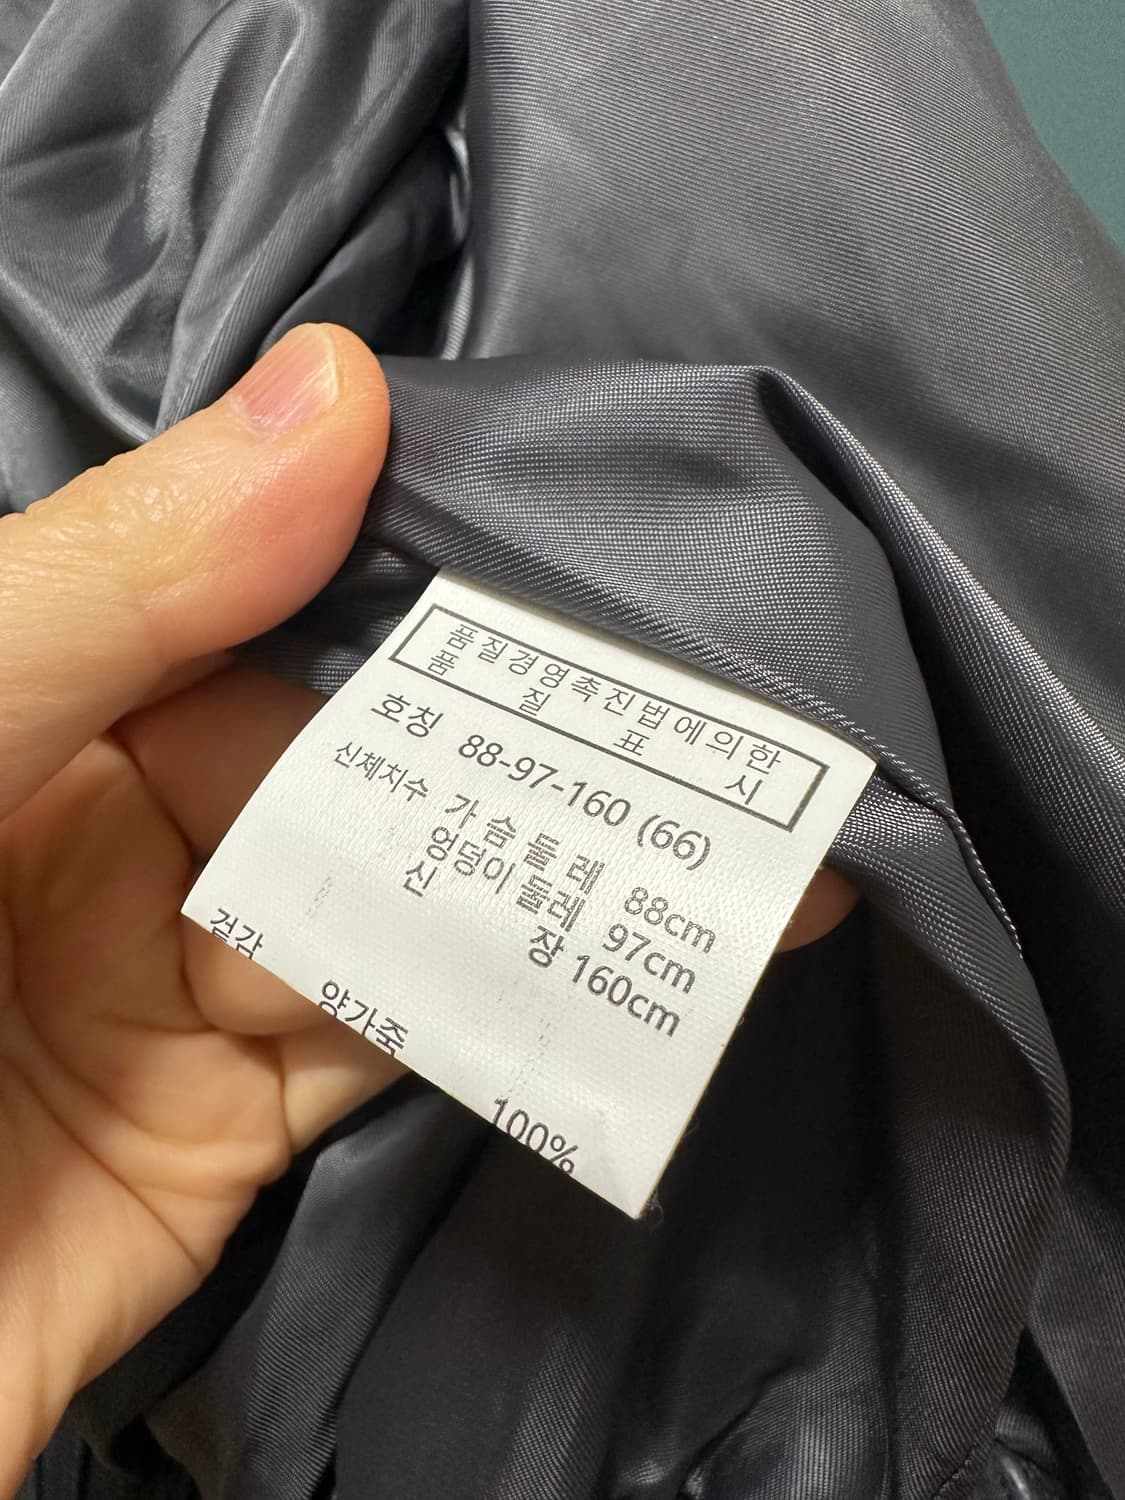 품질경영촉진법에의한
품 질 표 시
호칭 88-97-160 (66)
신체치수 가 슴 둘 레 88cm
엉덩이 둘레 97cm
신 장 160cm
겉감 양가죽 100%